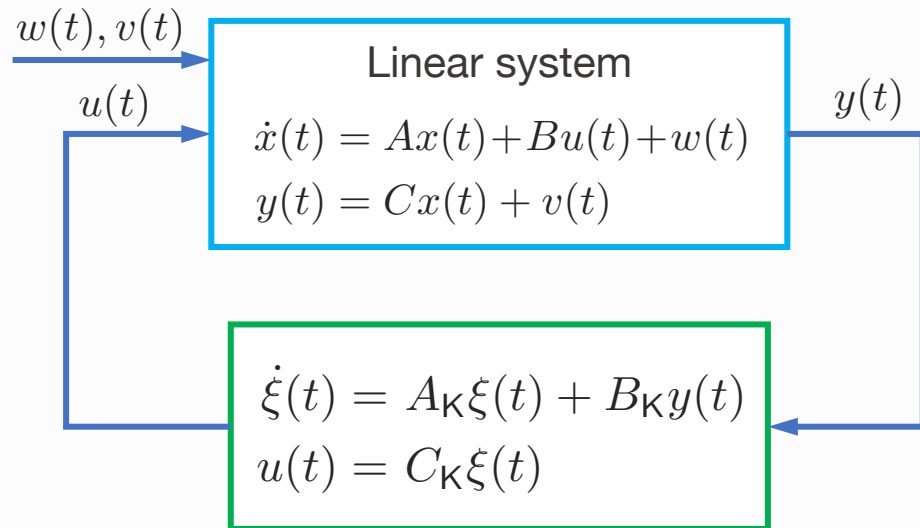 w(t), v(t)
Linear system
u(t)
y(t)
ẋ(t) = Ax(t)+Bu(t)+w(t)
y(t) = Cx(t) + v(t)
ξ̇(t) = A_K ξ(t) + B_K y(t)
u(t) = C_K ξ(t)